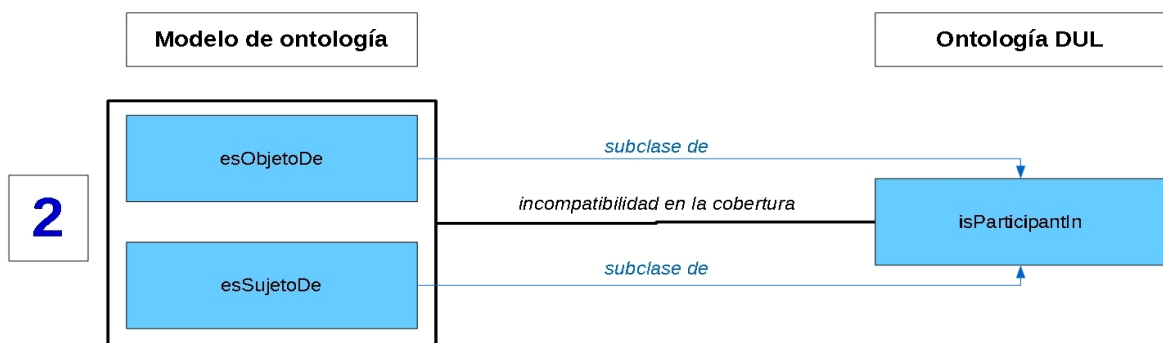 Modelo de ontología
Ontología DUL
esObjetoDe
subclase de
2
incompatibilidad en la cobertura
isParticipantIn
esSujetoDe
subclase de